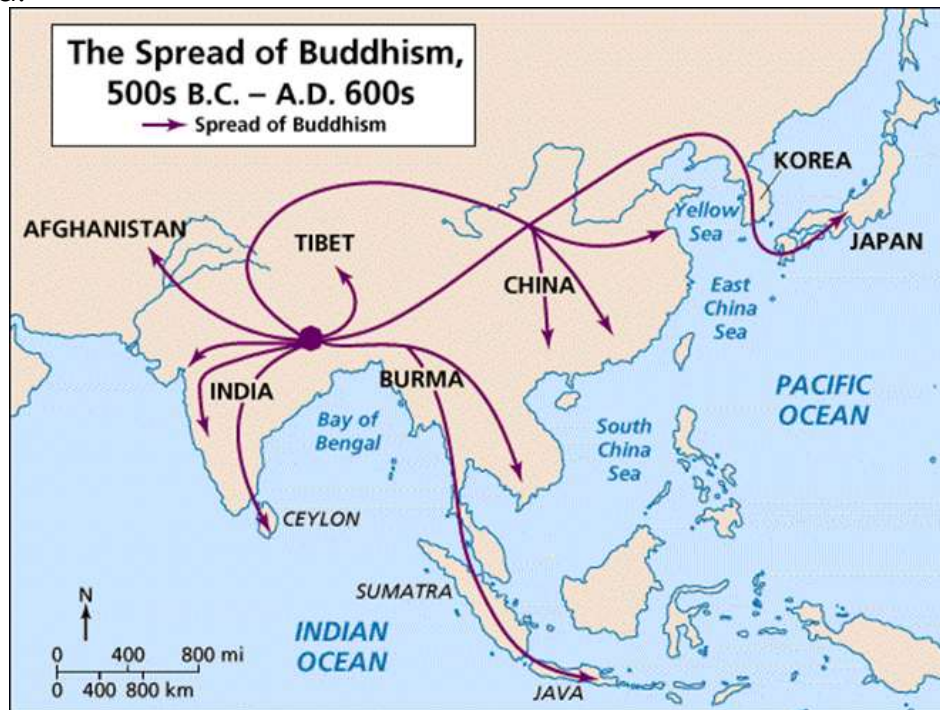 The Spread of Buddhism,
500s B.C. – A.D. 600s
Spread of Buddhism
KOREA
AFGHANISTAN
TIBET
Yellow
Sea
JAPAN
CHINA
East
China
Sea
INDIA
BURMA
PACIFIC
OCEAN
Bay of
Bengal
South
China
Sea
CEYLON
SUMATRA
N
INDIAN
OCEAN
0 400 800 mi
0 400 800 km
JAVA